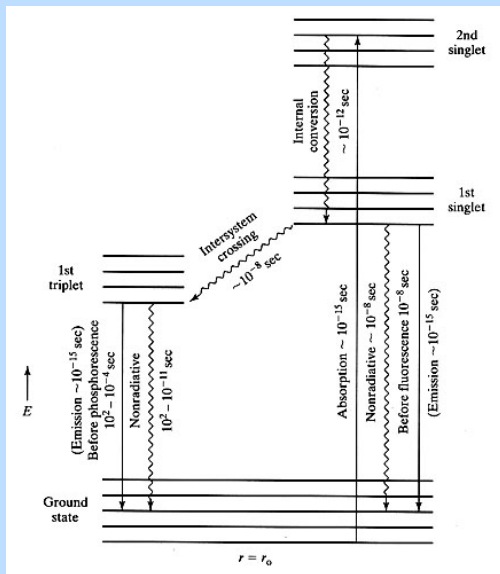 2nd
singlet
Internal
conversion
~ 10⁻¹² sec
1st
singlet
Intersystem
crossing
~10⁻⁸ sec
1st
triplet
(Emission ~10⁻¹⁵ sec)
Before phosphorescence
10² – 10⁻⁴ sec
Nonradiative
10² – 10⁻¹¹ sec
Absorption ~ 10⁻¹⁵ sec
Nonradiative ~ 10⁻⁸ sec
Before fluorescence 10⁻⁸ sec
(Emission ~10⁻¹⁵ sec)
E
Ground
state
r = r₀